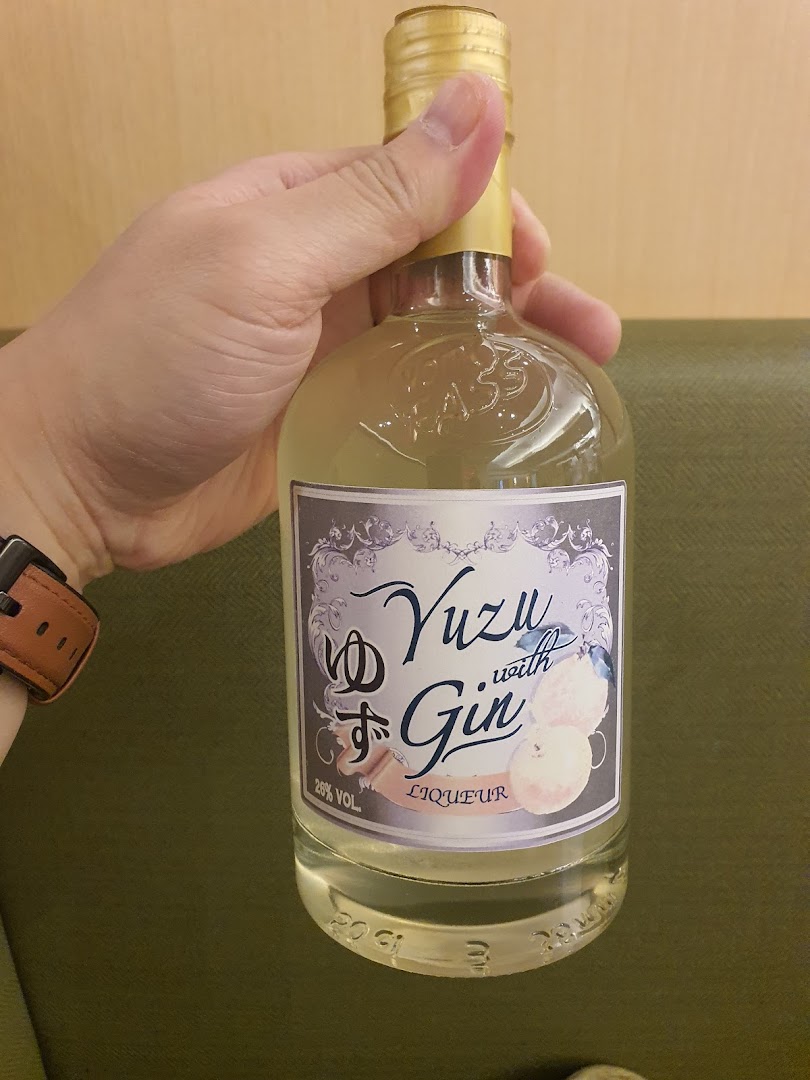 Yuzu
with
Gin
ゆず
26% VOL.
LIQUEUR